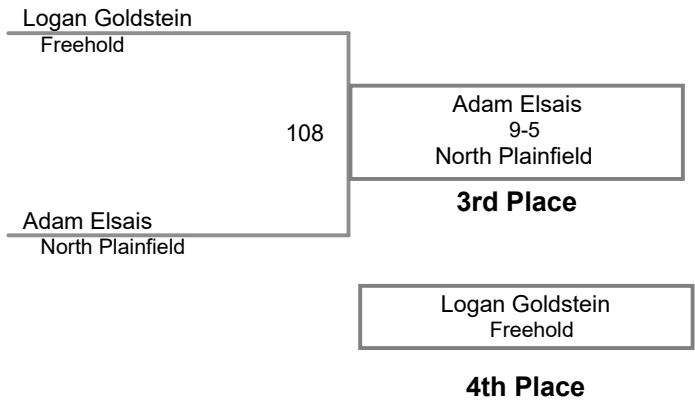 Logan Goldstein
Freehold
108
Adam Elsais
9-5
North Plainfield
3rd Place
Adam Elsais
North Plainfield
Logan Goldstein
Freehold
4th Place